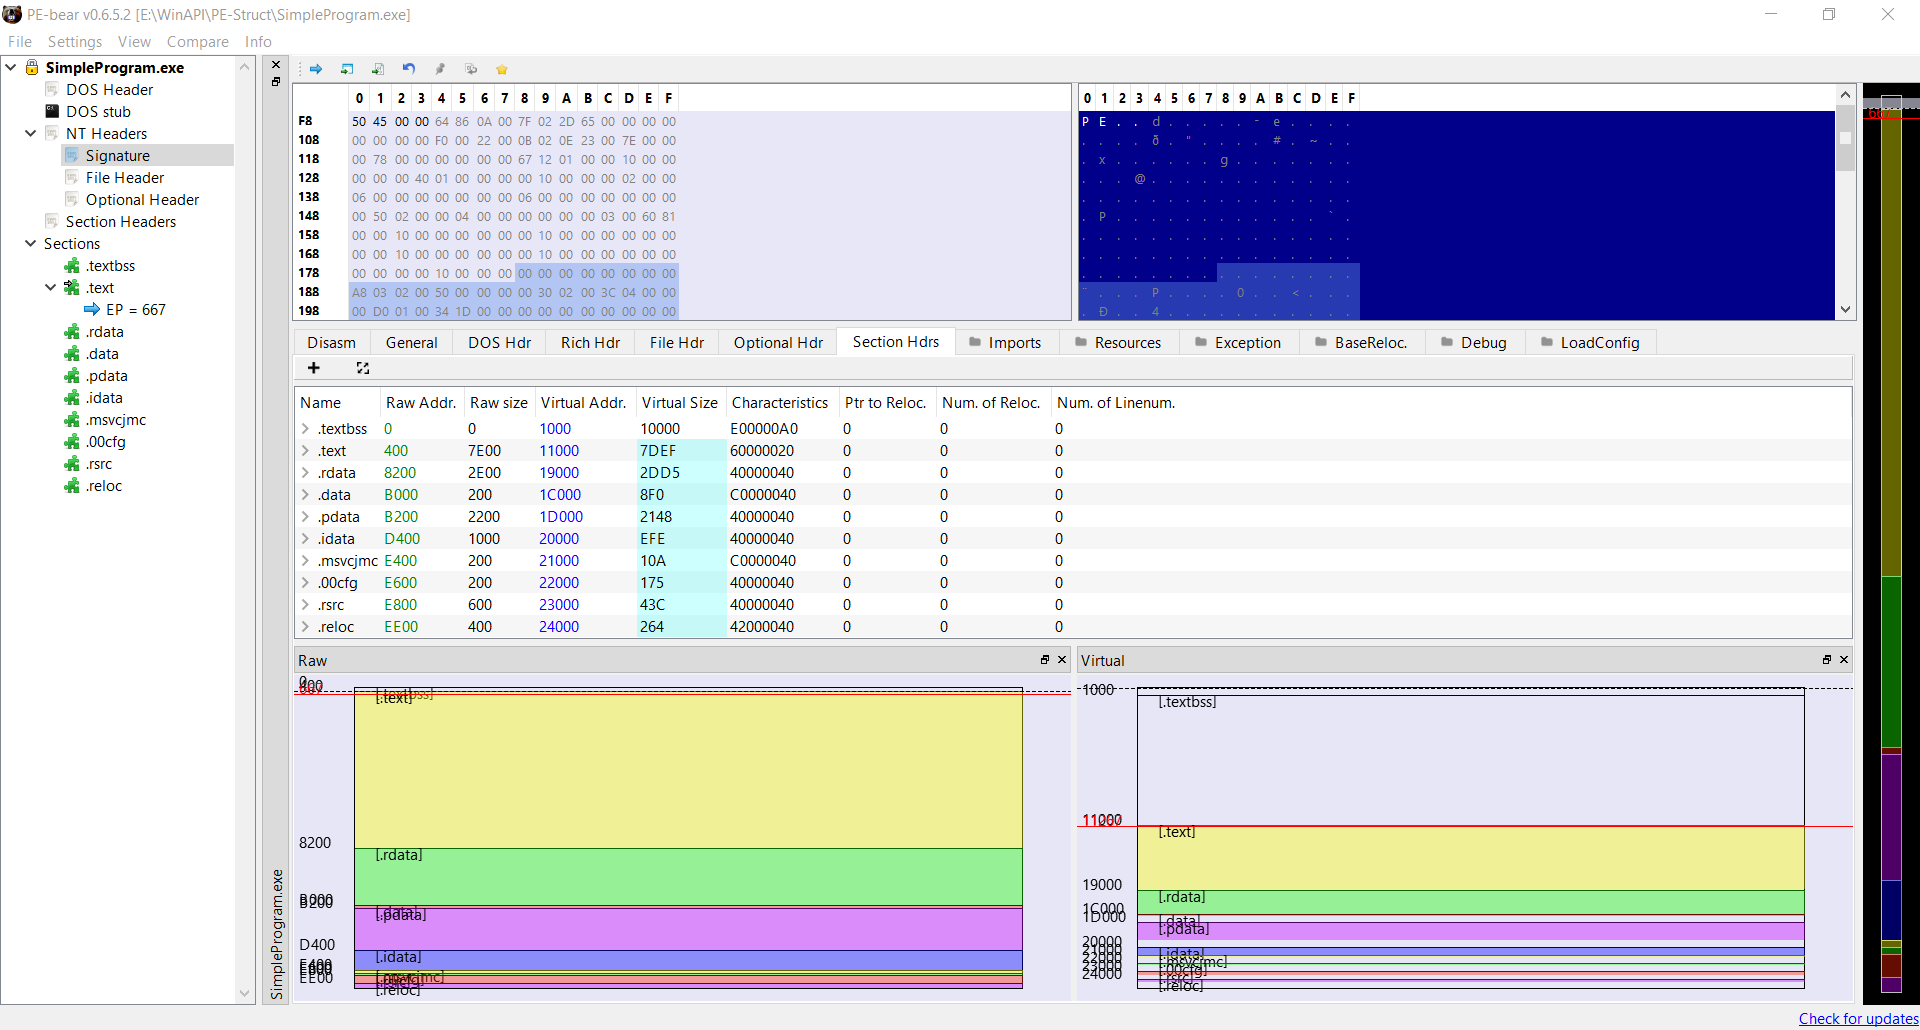 PE-bear v0.6.5.2 [E:\WinAPI\PE-Struct\SimpleProgram.exe]
File Settings View Compare Info
SimpleProgram.exe
DOS Header
DOS stub
NT Headers
Signature
File Header
Optional Header
Section Headers
Sections
.textbss
.text
EP = 667
.rdata
.data
.pdata
.idata
.msvcjmc
.00cfg
.rsrc
.reloc
SimpleProgram.exe
0 1 2 3 4 5 6 7 8 9 A B C D E F
F8 50 45 00 00 64 86 0A 00 7F 02 2D 65 00 00 00 00
108 00 00 00 00 F0 00 22 00 0B 02 0E 23 00 7E 00 00
118 00 78 00 00 00 00 00 00 67 12 01 00 00 10 00 00
128 00 00 00 40 01 00 00 00 00 10 00 00 00 02 00 00
138 06 00 00 00 00 00 00 00 06 00 00 00 00 00 00 00
148 00 50 02 00 00 04 00 00 00 00 00 00 03 00 60 81
158 00 00 10 00 00 00 00 00 00 10 00 00 00 00 00 00
168 00 00 10 00 00 00 00 00 00 10 00 00 00 00 00 00
178 00 00 00 00 10 00 00 00 00 00 00 00 00 00 00 00
188 A8 03 02 00 50 00 00 00 00 30 02 00 3C 04 00 00
198 00 D0 01 00 34 1D 00 00 00 00 00 00 00 00 00 00
0 1 2 3 4 5 6 7 8 9 A B C D E F
P E . . d . . . . . - e . . . .
. . . . ð . " . . . . # . ~ . .
. x . . . . . . g . . . . . . .
. . . @ . . . . . . . . . . . .
. . . . . . . . . . . . . . . .
. P . . . . . . . . . . . . ` .
. . . . . . . . . . . . . . . .
. . . . . . . . . . . . . . . .
. . . . . . . . . . . . . . . .
¨ . . . P . . . . 0 . . < . . .
. Ð . . 4 . . . . . . . . . . .
Disasm General DOS Hdr Rich Hdr File Hdr Optional Hdr Section Hdrs Imports Resources Exception BaseReloc. Debug LoadConfig
Name Raw Addr. Raw size Virtual Addr. Virtual Size Characteristics Ptr to Reloc. Num. of Reloc. Num. of Linenum.
.textbss 0 0 1000 10000 E00000A0 0 0 0
.text 400 7E00 11000 7DEF 60000020 0 0 0
.rdata 8200 2E00 19000 2DD5 40000040 0 0 0
.data B000 200 1C000 8F0 C0000040 0 0 0
.pdata B200 2200 1D000 2148 40000040 0 0 0
.idata D400 1000 20000 EFE 40000040 0 0 0
.msvcjmc E400 200 21000 10A C0000040 0 0 0
.00cfg E600 200 22000 175 40000040 0 0 0
.rsrc E800 600 23000 43C 40000040 0 0 0
.reloc EE00 400 24000 264 42000040 0 0 0
Raw
0
400
[.text]
8200
[.rdata]
B000
B200
[.pdata]
D400
[.idata]
E400
EE00
[.reloc]
Virtual
1000
[.textbss]
11000
[.text]
19000
[.rdata]
1C000
1D000
[.data]
[.pdata]
20000
21000
22000
23000
24000
[.idata]
[.msvcjmc]
[.00cfg]
[.rsrc]
[.reloc]
667
Check for updates